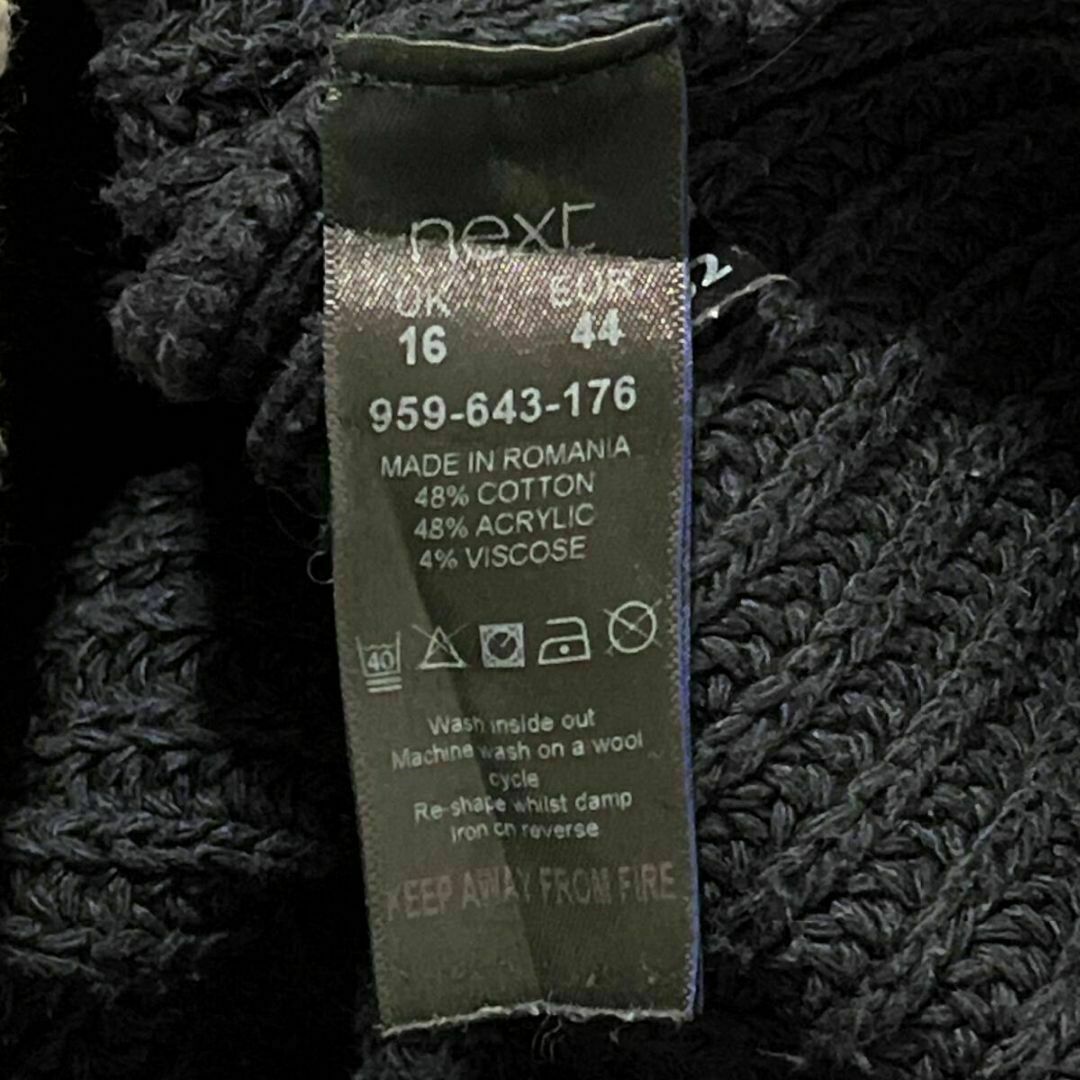 next
UK EUR
16 44
959-643-176
MADE IN ROMANIA
48% COTTON
48% ACRYLIC
4% VISCOSE
40
Wash inside out
Machine wash on a wool
cycle
Re-shape whilst damp
Iron on reverse
KEEP AWAY FROM FIRE